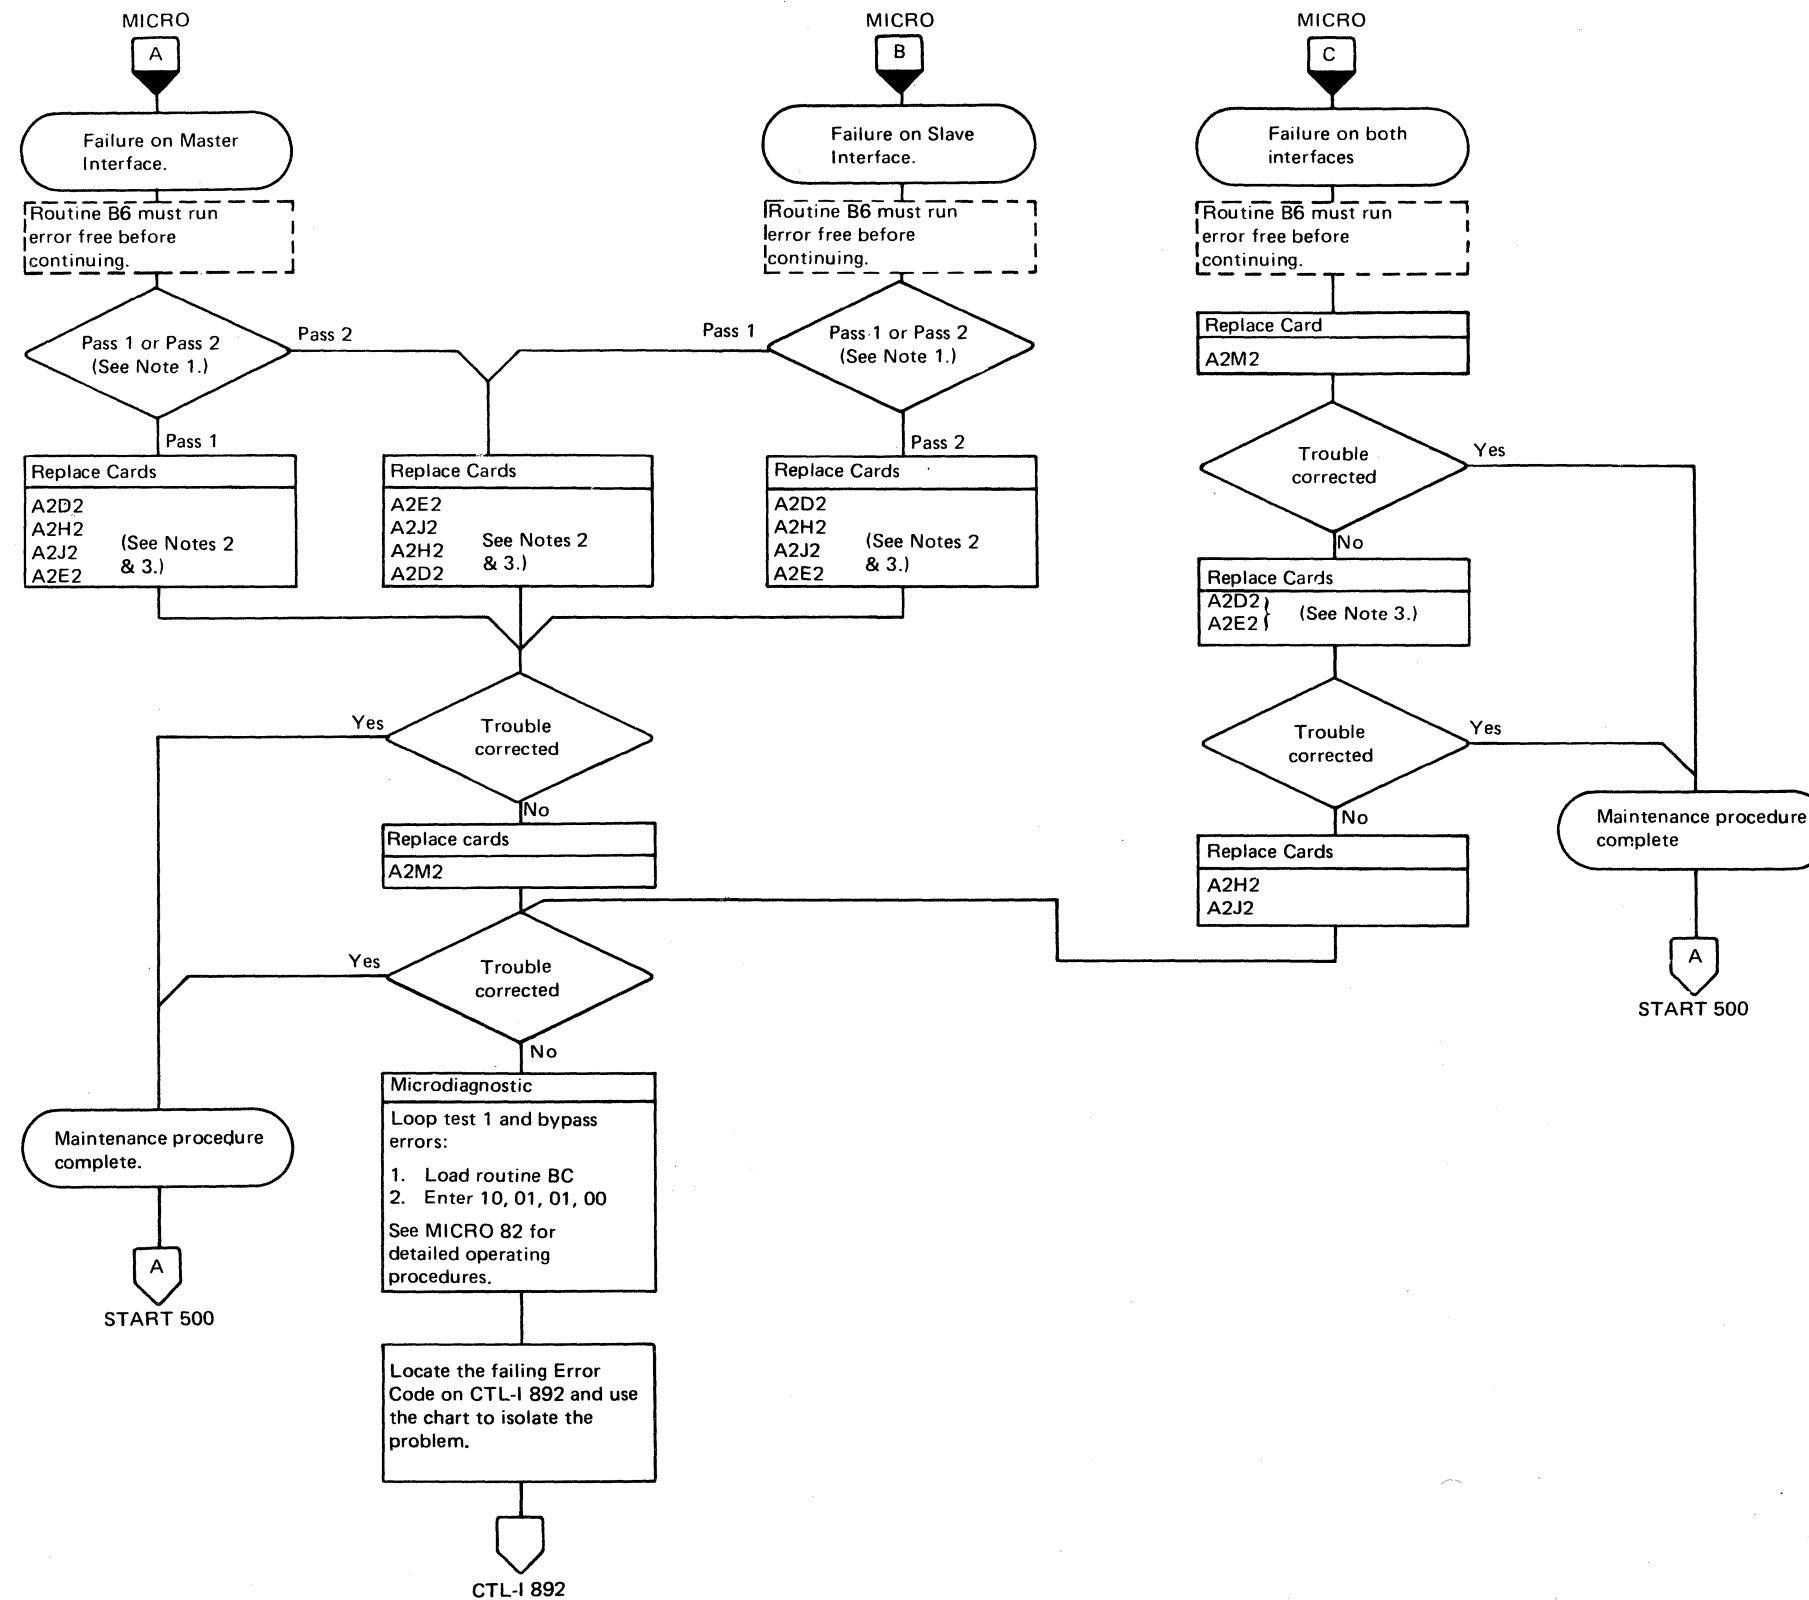 MICRO
A
Failure on Master
Interface.
Routine B6 must run
error free before
continuing.
Pass 1 or Pass 2
(See Note 1.)
Pass 2
Pass 1
Replace Cards
A2D2
A2H2
A2J2
A2E2
(See Notes 2
& 3.)
MICRO
B
Failure on Slave
Interface.
Routine B6 must run
error free before
continuing.
Pass 1
Pass 1 or Pass 2
(See Note 1.)
Pass 2
Replace Cards
A2E2
A2J2
A2H2
A2D2
See Notes 2
& 3.)
Replace Cards
A2D2
A2H2
A2J2
A2E2
(See Notes 2
& 3.)
Yes
Trouble
corrected
No
Replace cards
A2M2
Yes
Trouble
corrected
No
Maintenance procedure
complete.
A
START 500
Microdiagnostic
Loop test 1 and bypass
errors:
1. Load routine BC
2. Enter 10, 01, 01, 00
See MICRO 82 for
detailed operating
procedures.
Locate the failing Error
Code on CTL-I 892 and use
the chart to isolate the
problem.
CTL-I 892
MICRO
C
Failure on both
interfaces
Routine B6 must run
error free before
continuing.
Replace Card
A2M2
Trouble
corrected
Yes
No
Replace Cards
A2D2
A2E2
(See Note 3.)
Trouble
corrected
Yes
No
Replace Cards
A2H2
A2J2
Maintenance procedure
complete
A
START 500